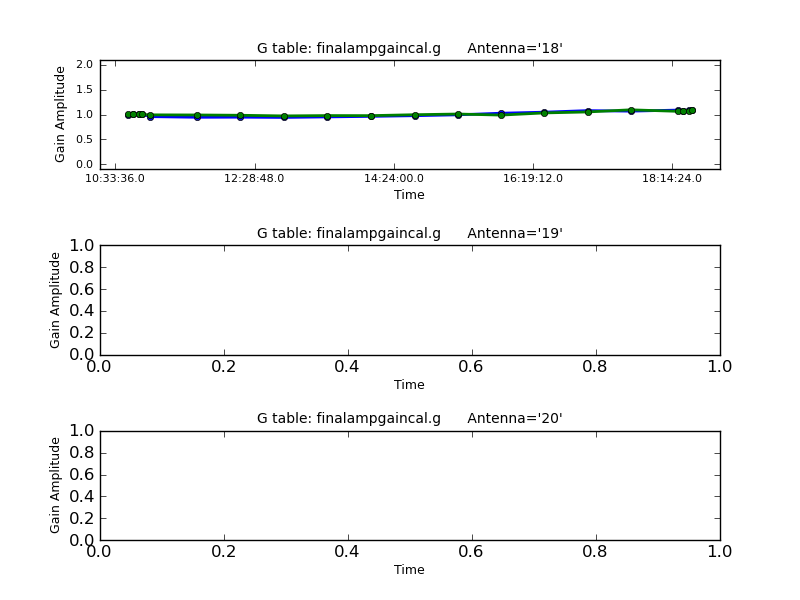 G table: finalampgaincal.g      Antenna='18'
2.0
1.5
1.0
0.5
0.0
Gain Amplitude
10:33:36.0 12:28:48.0 14:24:00.0 16:19:12.0 18:14:24.0
Time
G table: finalampgaincal.g      Antenna='19'
1.0
0.8
0.6
0.4
0.2
0.0
Gain Amplitude
0.0 0.2 0.4 0.6 0.8 1.0
Time
G table: finalampgaincal.g      Antenna='20'
1.0
0.8
0.6
0.4
0.2
0.0
Gain Amplitude
0.0 0.2 0.4 0.6 0.8 1.0
Time